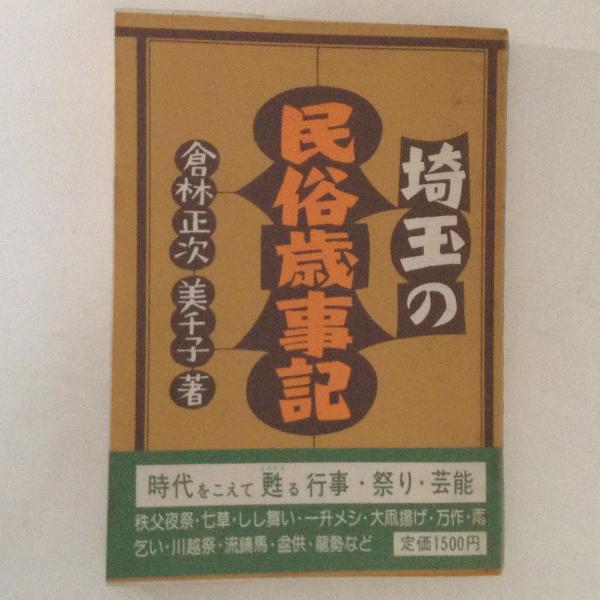 埼玉の
民俗歳事記
倉林正次 美千子 著
時代をこえて甦る行事・祭り・芸能
秩父夜祭・七草・しし舞い・一升メシ・大凧揚げ・万作・雨
乞い・川越祭・流鏑馬・盆供・龍勢など
定価1500円